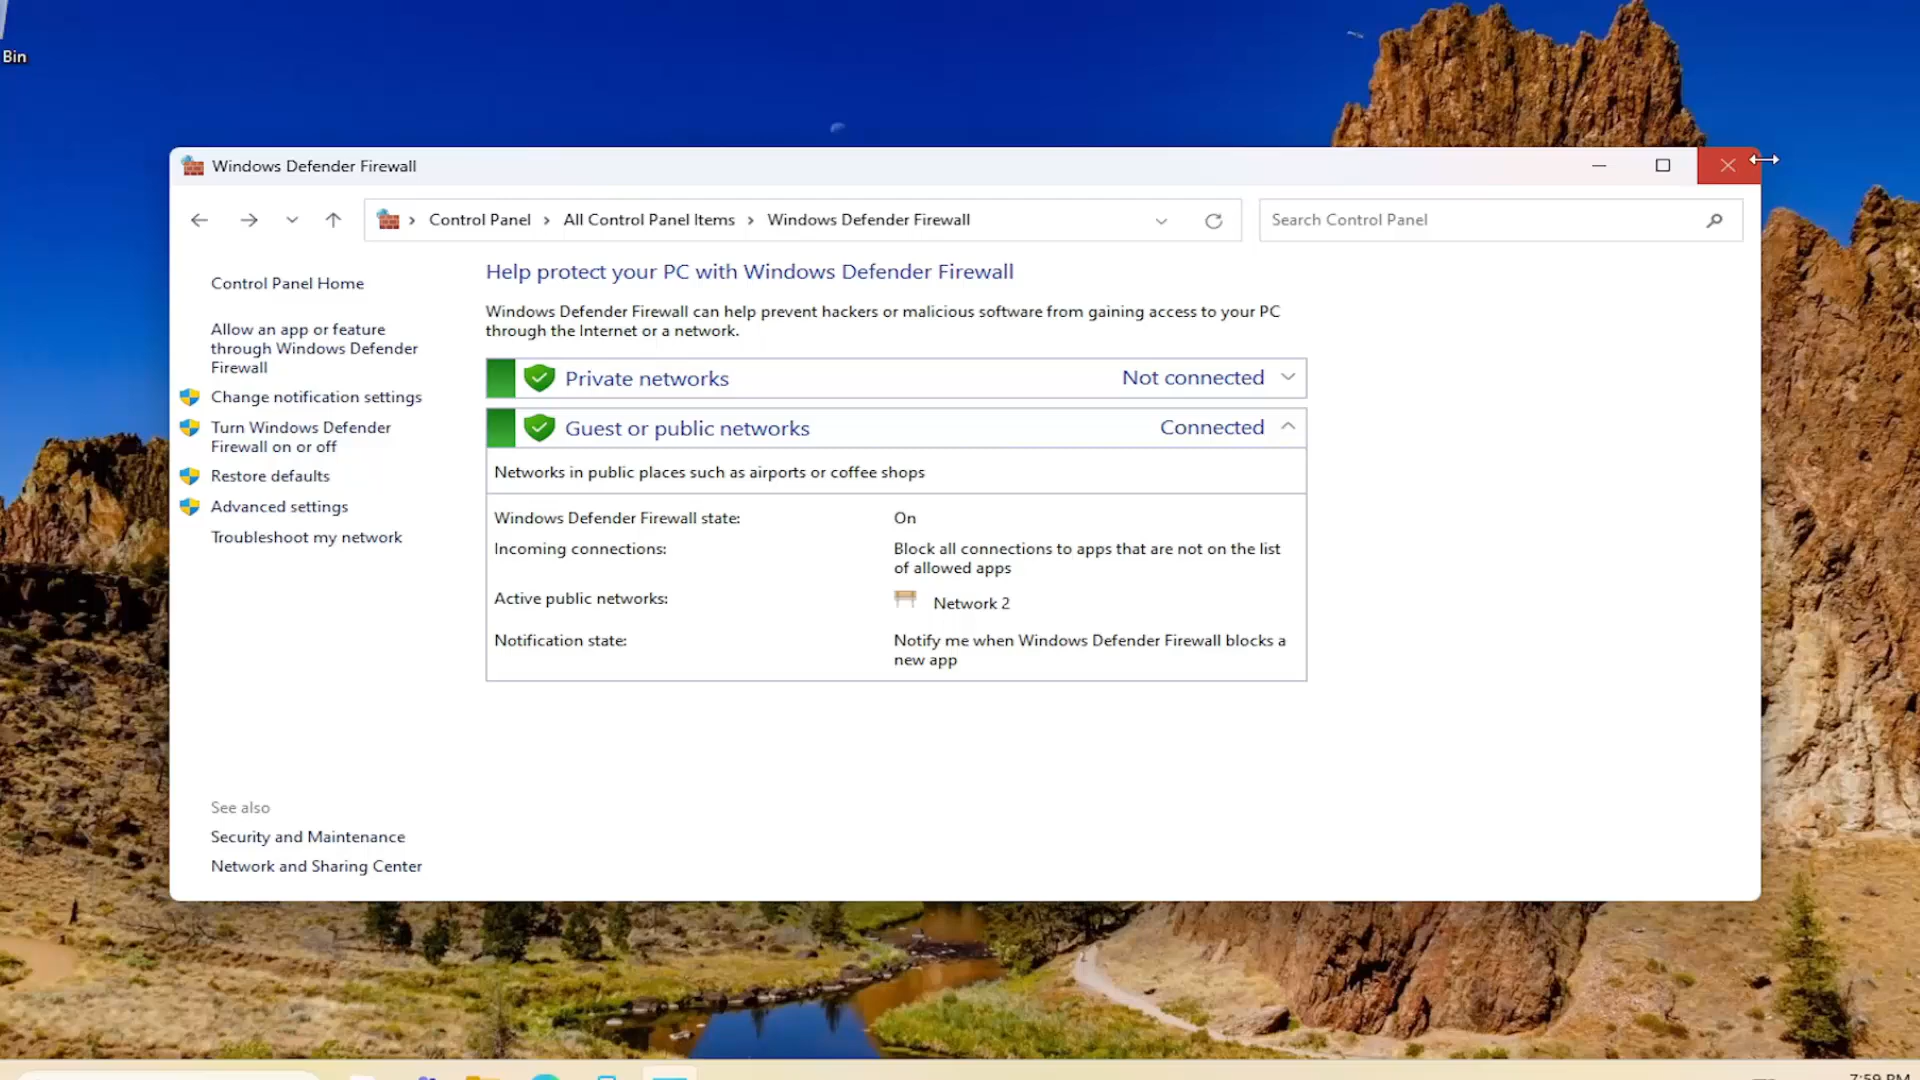 Bin
Windows Defender Firewall
Control Panel > All Control Panel Items > Windows Defender Firewall
Search Control Panel
Control Panel Home
Allow an app or feature
through Windows Defender
Firewall
Change notification settings
Turn Windows Defender
Firewall on or off
Restore defaults
Advanced settings
Troubleshoot my network
See also
Security and Maintenance
Network and Sharing Center
Help protect your PC with Windows Defender Firewall
Windows Defender Firewall can help prevent hackers or malicious software from gaining access to your PC
through the Internet or a network.
Private networks Not connected
Guest or public networks Connected
Networks in public places such as airports or coffee shops
Windows Defender Firewall state: On
Incoming connections: Block all connections to apps that are not on the list
of allowed apps
Active public networks: Network 2
Notification state: Notify me when Windows Defender Firewall blocks a
new app
7:59 PM